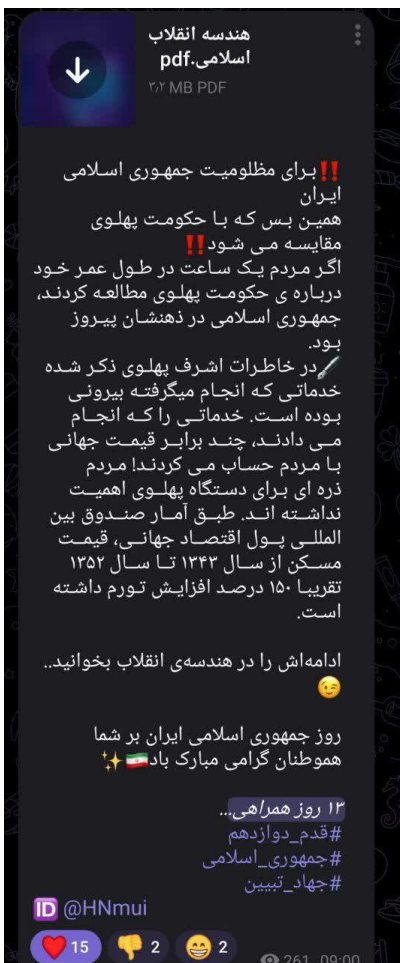 هندسه انقلاب
اسلامی.pdf
۳٫۲ MB PDF
‼️برای مظلومیت جمهوری اسلامی
ایران
همین بس که با حکومت پهلوی
مقایسه می شود‼️
اگر مردم یک ساعت در طول عمر خود
درباره ی حکومت پهلوی مطالعه کردند،
جمهوری اسلامی در ذهنشان پیروز
بود.
🖌در خاطرات اشرف پهلوی ذکر شده
خدماتی که انجام میگرفته بیرونی
بوده است. خدماتی را که انجام
می دادند، چند برابر قیمت جهانی
با مردم حساب می کردند! مردم
ذره ای برای دستگاه پهلوی اهمیت
نداشته اند. طبق آمار صندوق بین
المللی پول اقتصاد جهانی، قیمت
مسکن از سال ۱۳۴۳ تا سال ۱۳۵۲
تقریبا ۱۵۰ درصد افزایش تورم داشته
است.
ادامه‌اش را در هندسه‌ی انقلاب بخوانید..
😉
روز جمهوری اسلامی ایران بر شما
هموطنان گرامی مبارک باد🇮🇷✨
۱۳ روز همراهی...
#قدم_دوازدهم
#جمهوری_اسلامی
#جهاد_تبیین
🆔 @HNmui
❤️ 15 👎 2 😁 2
261 09:00